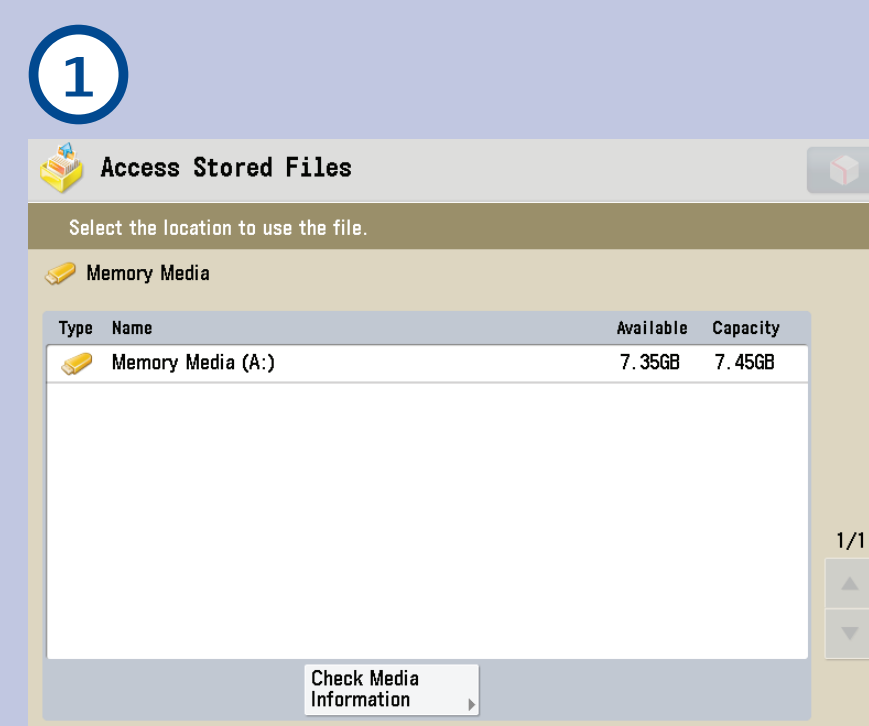 1
Access Stored Files
Select the location to use the file.
Memory Media
Type Name Available Capacity
Memory Media (A:) 7.35GB 7.45GB
1/1
Check Media
Information